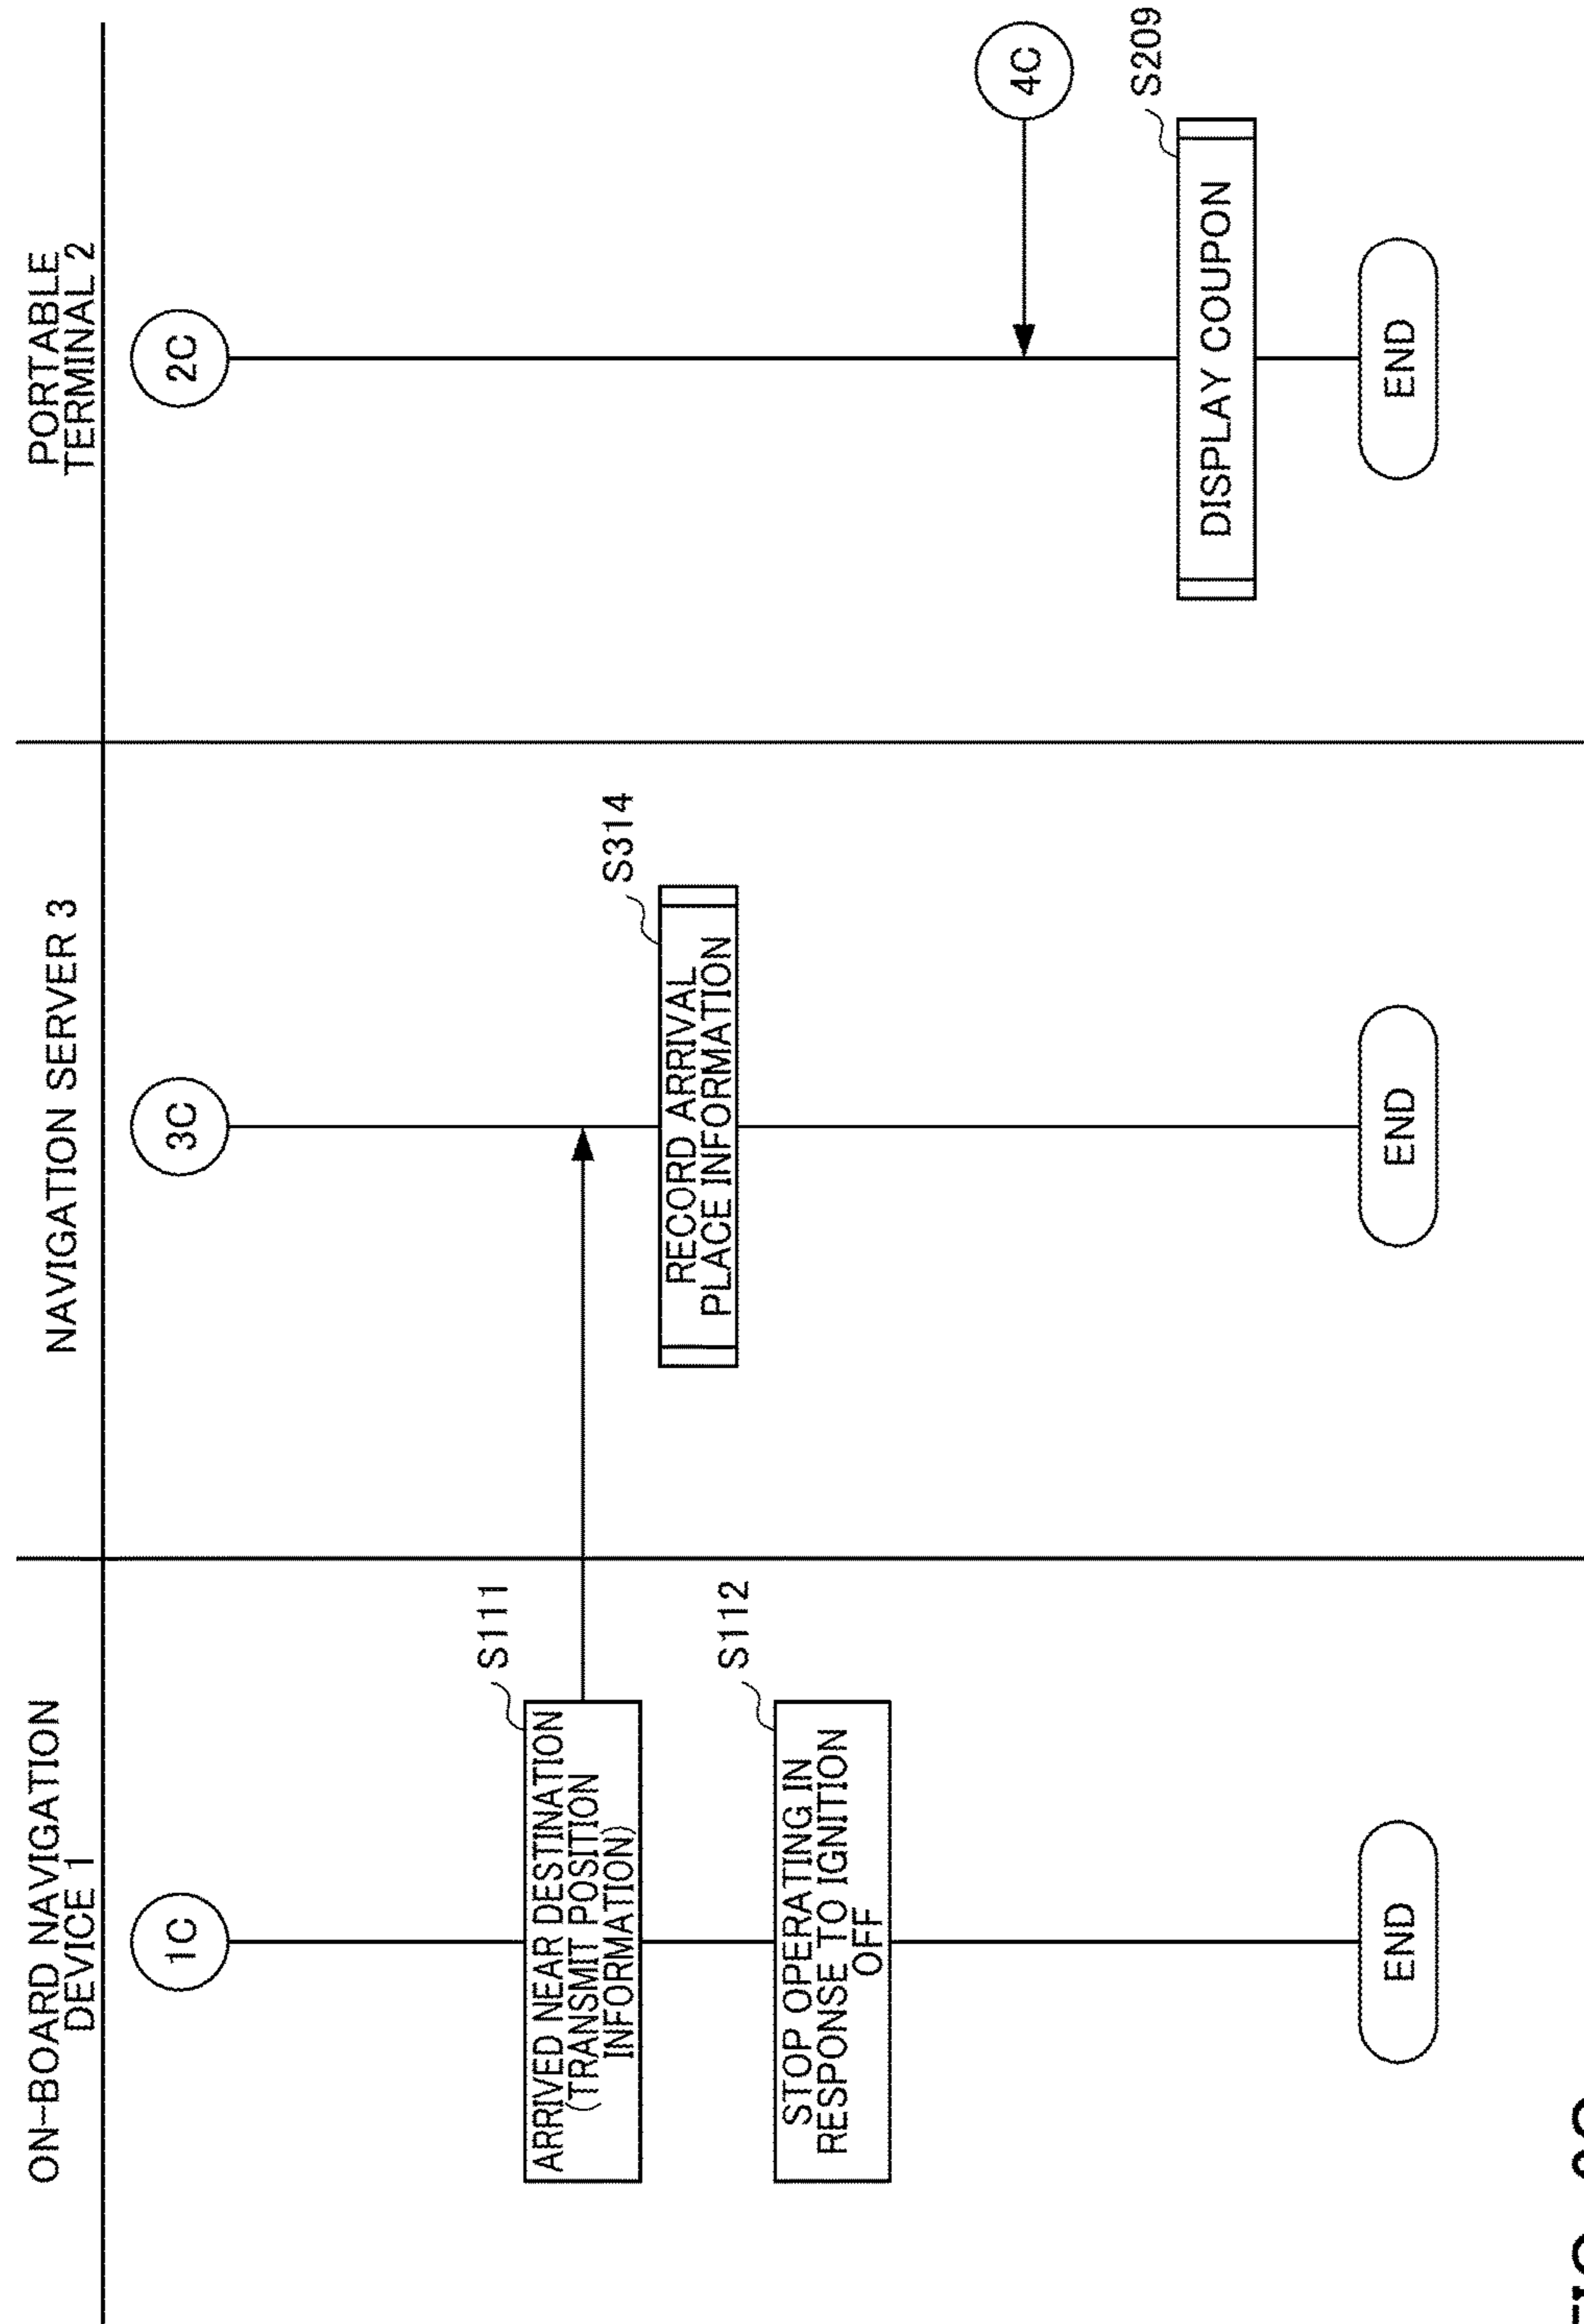 ON-BOARD NAVIGATION
DEVICE 1
NAVIGATION SERVER 3
PORTABLE
TERMINAL 2
1C
3C
2C
S111
ARRIVED NEAR DESTINATION
(TRANSMIT POSITION
INFORMATION)
S314
RECORD ARRIVAL
PLACE INFORMATION
S112
STOP OPERATING IN
RESPONSE TO IGNITION
OFF
4C
S209
DISPLAY COUPON
END
END
END